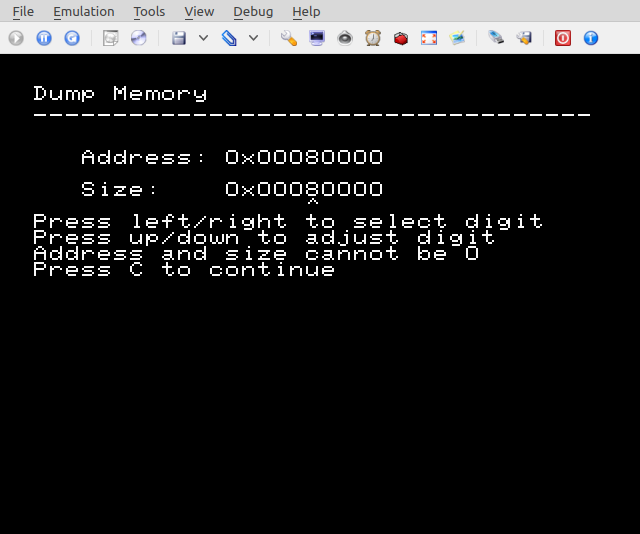 File Emulation Tools View Debug Help
Dump Memory
-----------------------------------
Address: 0x00080000
Size: 0x00080000
^
Press left/right to select digit
Press up/down to adjust digit
Address and size cannot be 0
Press C to continue